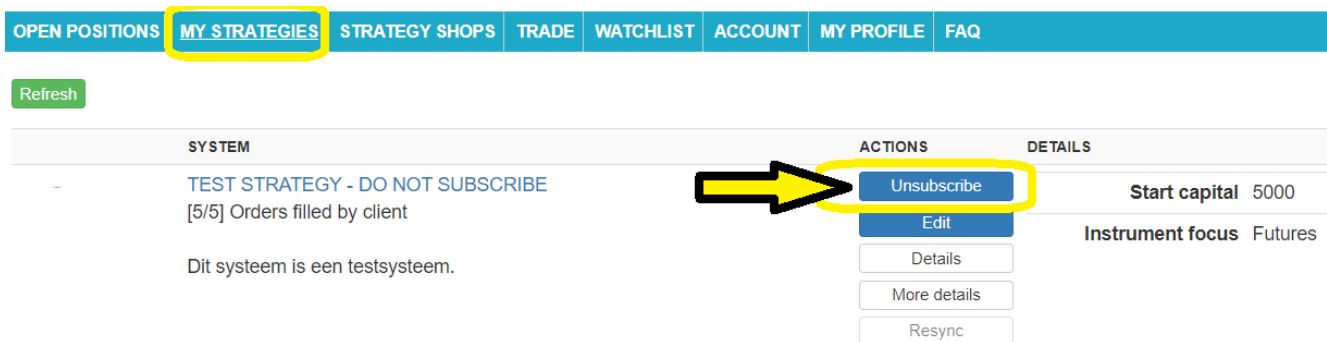 OPEN POSITIONS MY STRATEGIES STRATEGY SHOPS TRADE WATCHLIST ACCOUNT MY PROFILE FAQ
Refresh
SYSTEM ACTIONS DETAILS
TEST STRATEGY - DO NOT SUBSCRIBE Unsubscribe Start capital 5000
[5/5] Orders filled by client Edit Instrument focus Futures
Dit systeem is een testsysteem. Details
More details
Resync